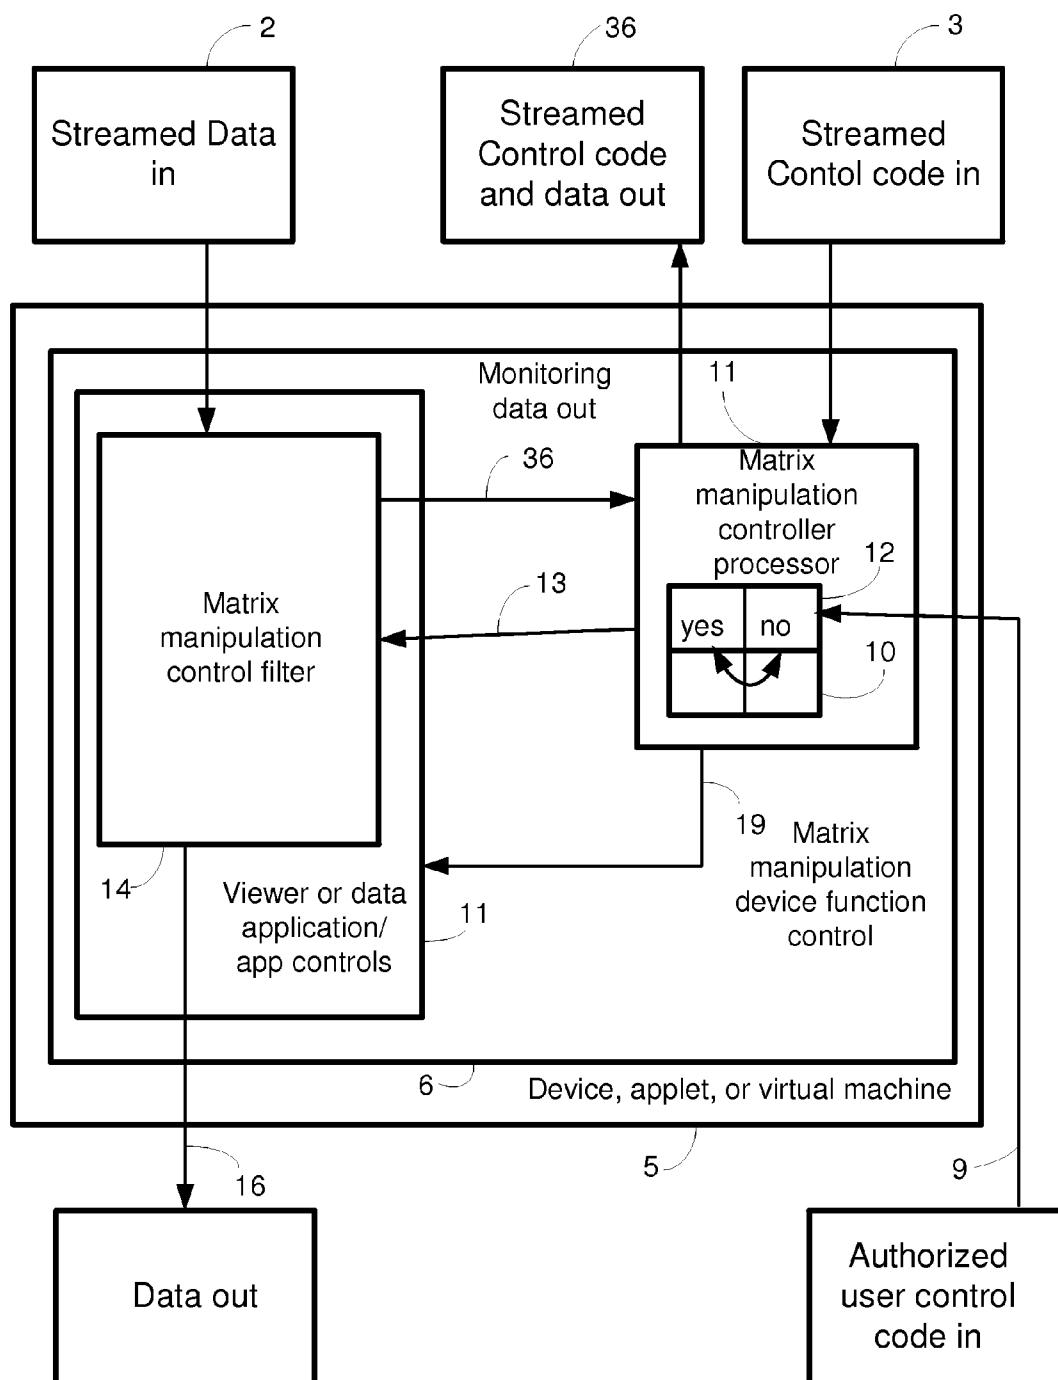 2
36
3
Streamed Data
in
Streamed
Control code
and data out
Streamed
Contol code in
Monitoring
data out
11
36
Matrix
manipulation
controller
processor
12
13
yes
no
10
Matrix
manipulation
control filter
19
14
Matrix
manipulation
device function
control
Viewer or data
application/
app controls
11
6
Device, applet, or virtual machine
5
9
16
Data out
Authorized
user control
code in